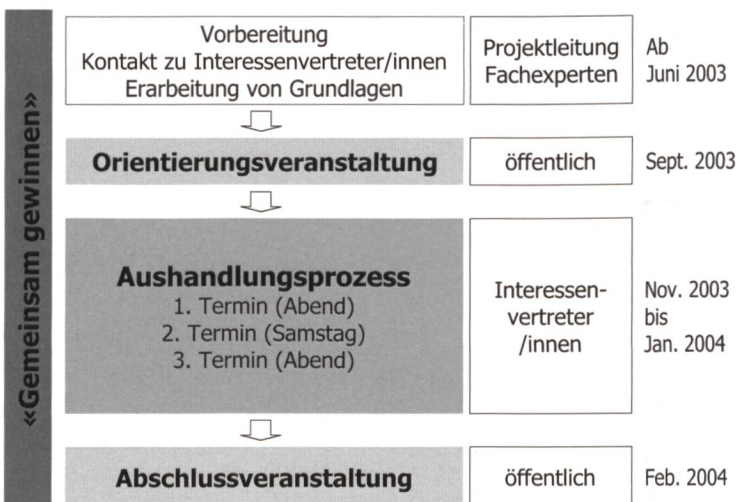 «Gemeinsam gewinnen»
Vorbereitung
Kontakt zu Interessenvertreter/innen
Erarbeitung von Grundlagen
Projektleitung
Fachexperten
Ab
Juni 2003
Orientierungsveranstaltung
öffentlich
Sept. 2003
Aushandlungsprozess
1. Termin (Abend)
2. Termin (Samstag)
3. Termin (Abend)
Interessen-
vertreter
/innen
Nov. 2003
bis
Jan. 2004
Abschlussveranstaltung
öffentlich
Feb. 2004